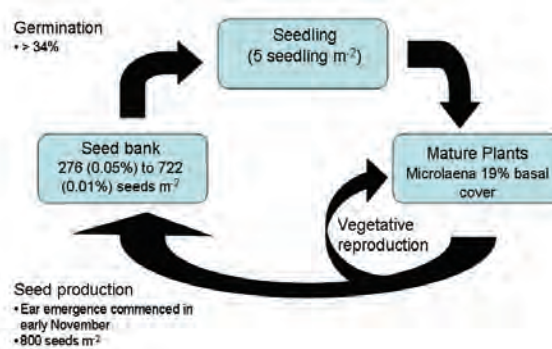 Germination
• > 34%
Seedling
(5 seedling m⁻²)
Seed bank
276 (0.05%) to 722
(0.01%) seeds m⁻²
Mature Plants
Microlaena 19% basal
cover
Vegetative
reproduction
Seed production
• Ear emergence commenced in
early November
• 800 seeds m⁻²